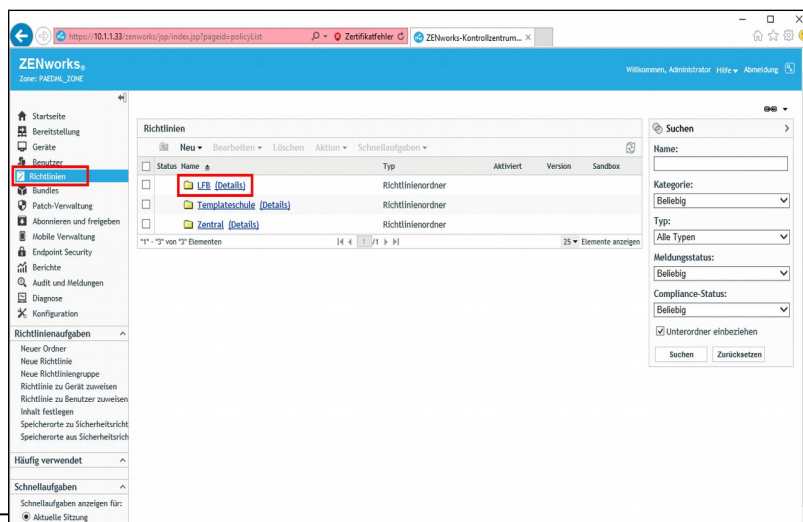 https://10.1.1.33/zenworks/jsp/index.jsp?pageid=policyList
Zertifikatfehler
ZENworks-Kontrollzentrum...
ZENworks®
Zone: PAEDML_ZONE
Willkommen, Administrator Hilfe Abmeldung
Startseite
Bereitstellung
Geräte
Benutzer
Richtlinien
Bundles
Patch-Verwaltung
Abonnieren und freigeben
Mobile Verwaltung
Endpoint Security
Berichte
Audit und Meldungen
Diagnose
Konfiguration
Richtlinienaufgaben
Neuer Ordner
Neue Richtlinie
Neue Richtliniengruppe
Richtlinie zu Gerät zuweisen
Richtlinie zu Benutzer zuweisen
Inhalt festlegen
Speicherorte zu Sicherheitsricht
Speicherorte aus Sicherheitsrich
Häufig verwendet
Schnellaufgaben
Schnellaufgaben anzeigen für:
Aktuelle Sitzung
Richtlinien
Neu Bearbeiten Löschen Aktion Schnellaufgaben
Status Name Typ Aktiviert Version Sandbox
LFB (Details) Richtlinienordner
Templateschule (Details) Richtlinienordner
Zentral (Details) Richtlinienordner
"1" - "3" von "3" Elementen 1 /1 25 Elemente anzeigen
Suchen
Name:
Kategorie:
Beliebig
Typ:
Alle Typen
Meldungsstatus:
Beliebig
Compliance-Status:
Beliebig
Unterordner einbeziehen
Suchen Zurücksetzen